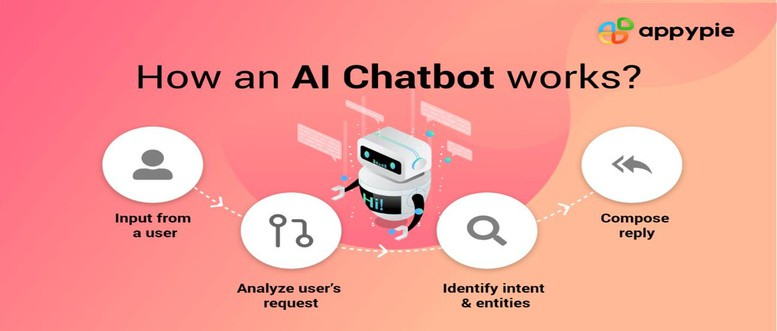 appypie
How an AI Chatbot works?
Hi!
Input from
a user
Analyze user's
request
Identify intent
& entities
Compose
reply